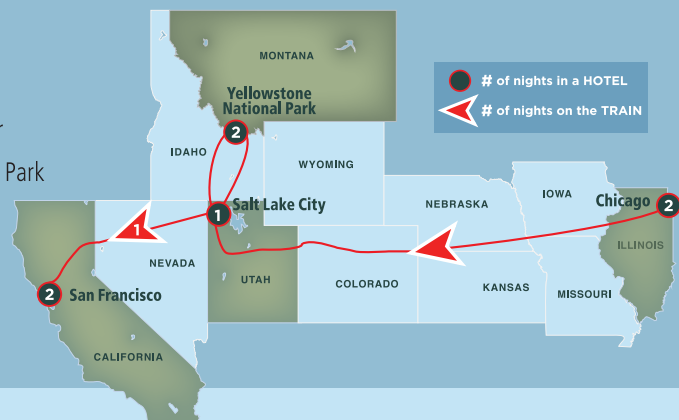 MONTANA
# of nights in a HOTEL
# of nights on the TRAIN
Yellowstone
National Park
2
Park
IDAHO
WYOMING
NEBRASKA
IOWA
Chicago
2
ILLINOIS
Salt Lake City
1
1
NEVADA
UTAH
COLORADO
KANSAS
MISSOURI
2
San Francisco
CALIFORNIA